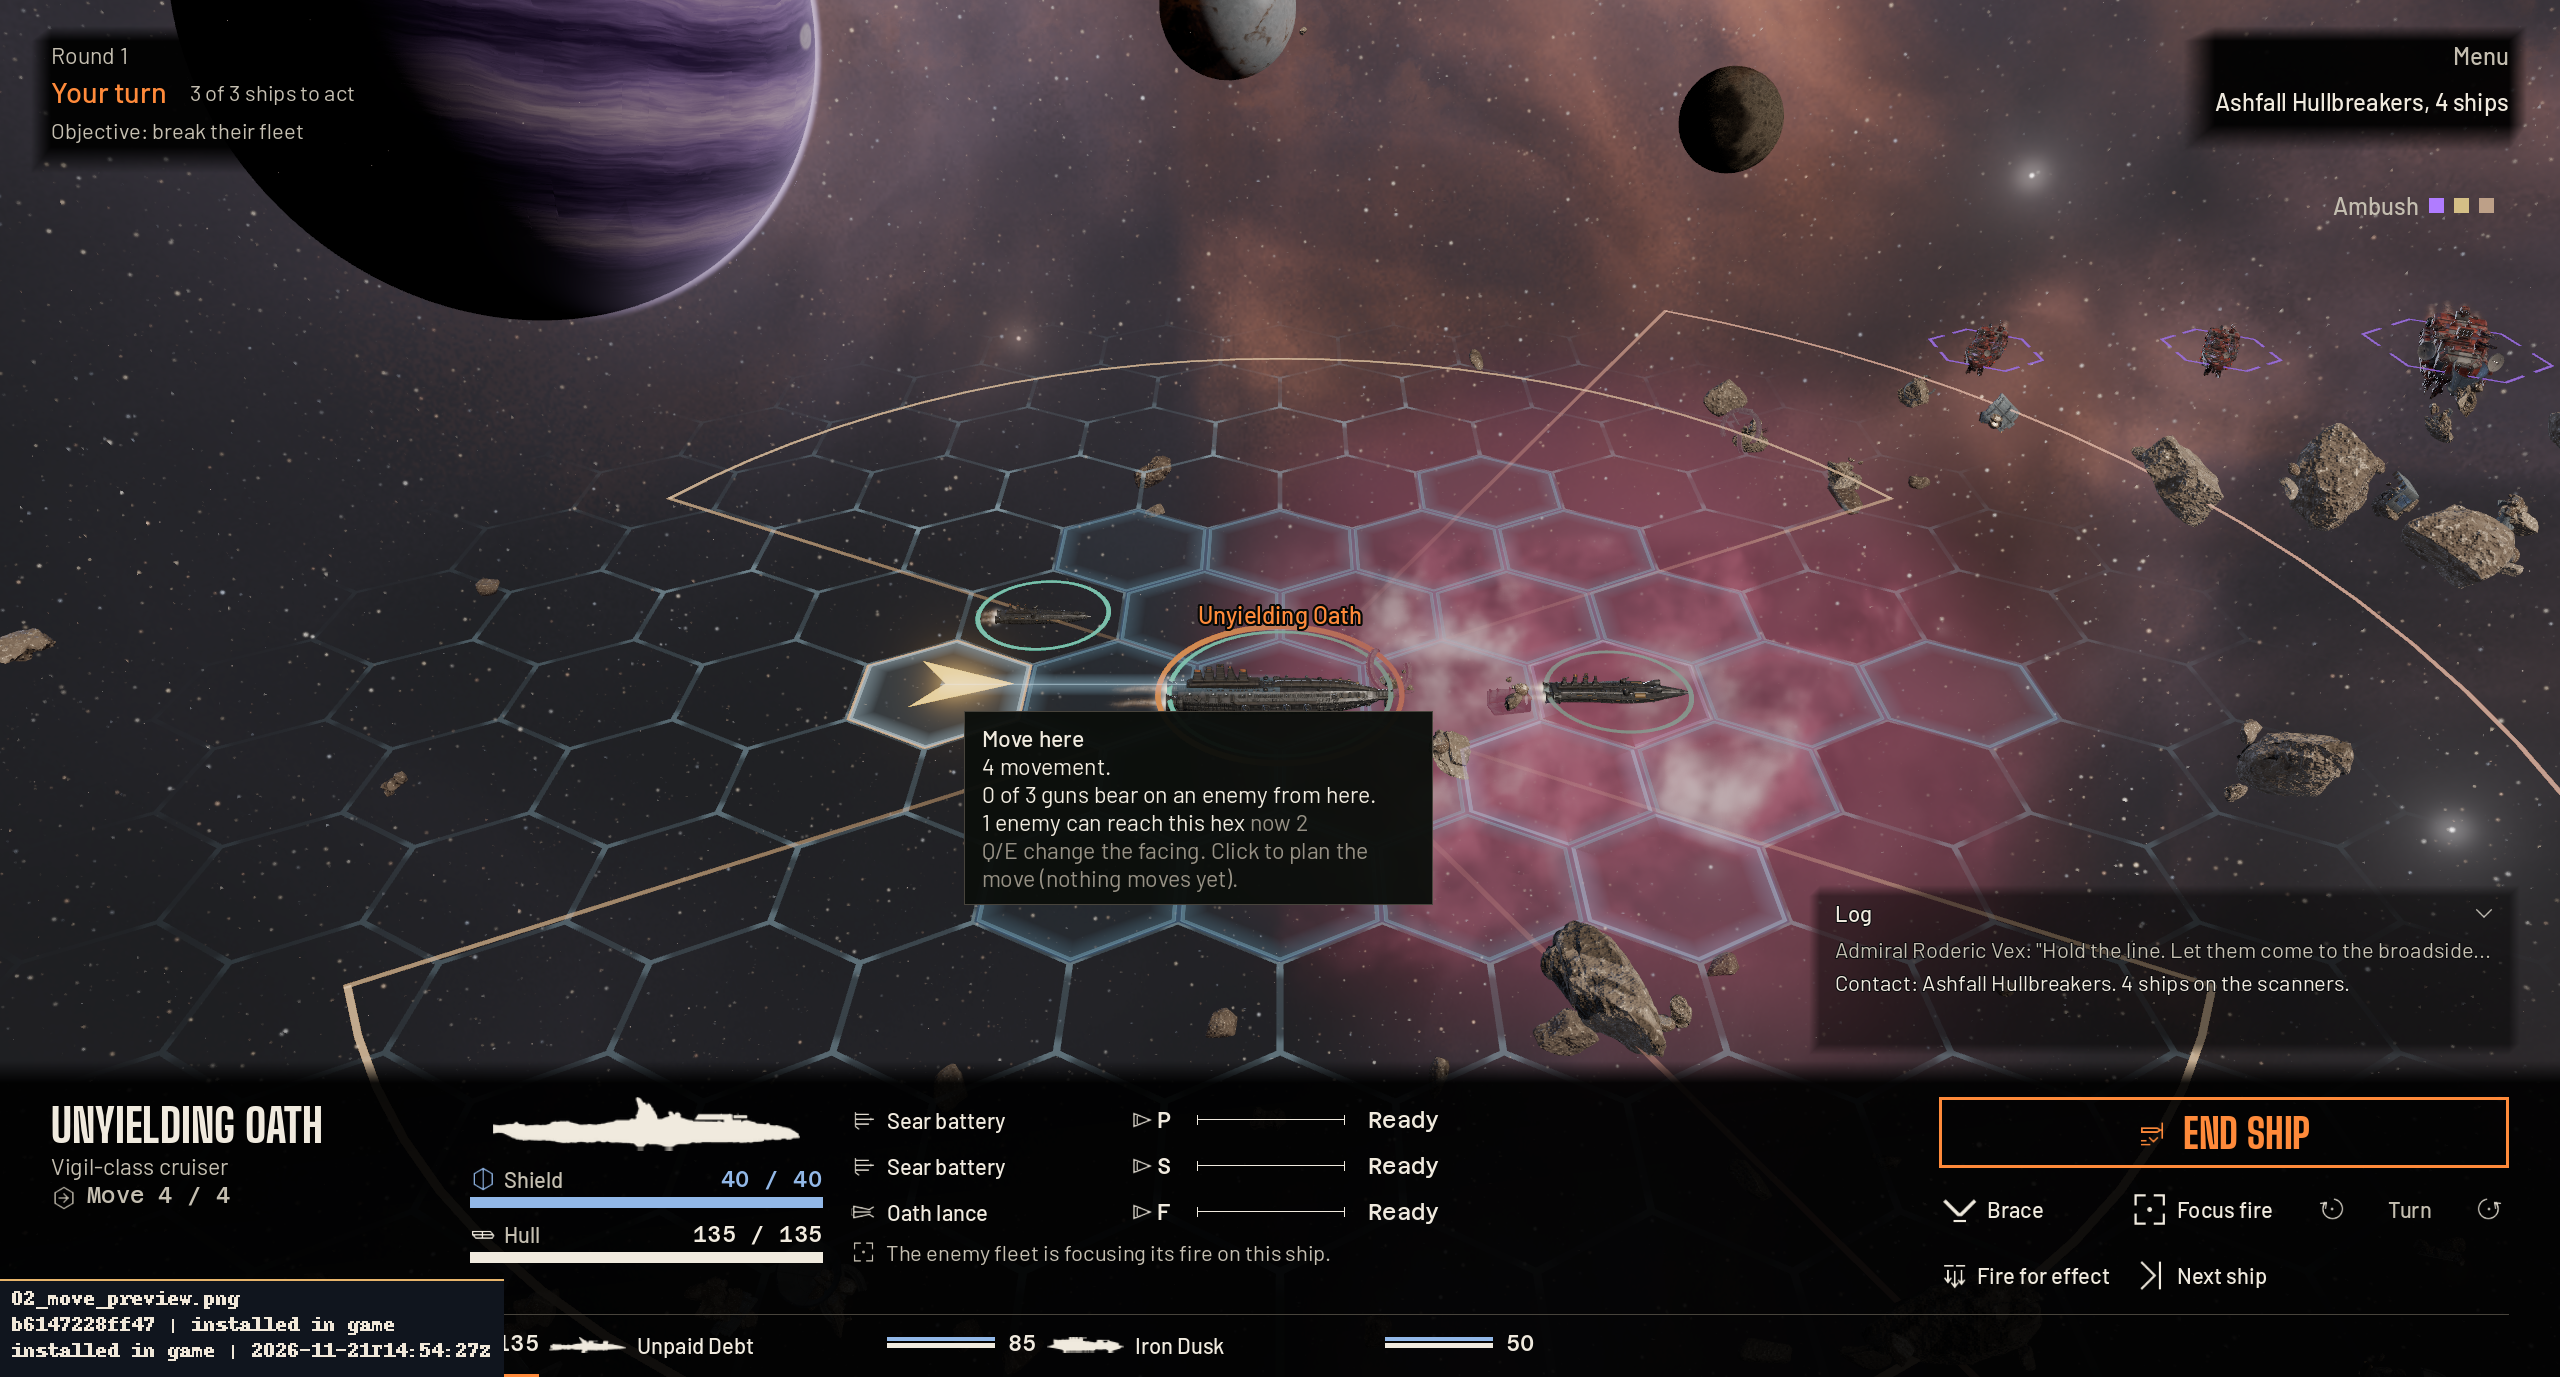 Round 1
Your turn 3 of 3 ships to act
Objective: break their fleet
Menu
Ashfall Hullbreakers, 4 ships
Ambush
Unyielding Oath
Move here
4 movement.
0 of 3 guns bear on an enemy from here.
1 enemy can reach this hex now 2
Q/E change the facing. Click to plan the
move (nothing moves yet).
Log
Admiral Roderic Vex: "Hold the line. Let them come to the broadside...
Contact: Ashfall Hullbreakers. 4 ships on the scanners.
UNYIELDING OATH
Vigil-class cruiser
Move 4 / 4
Shield 40 / 40
Hull 135 / 135
Sear battery P Ready
Sear battery S Ready
Oath lance F Ready
The enemy fleet is focusing its fire on this ship.
END SHIP
Brace Focus fire Turn
Fire for effect Next ship
02_move_preview.png
b6147228ff47 | installed in game
installed in game | 2026-11-21r14:54:27z
135 Unpaid Debt 85 Iron Dusk 50